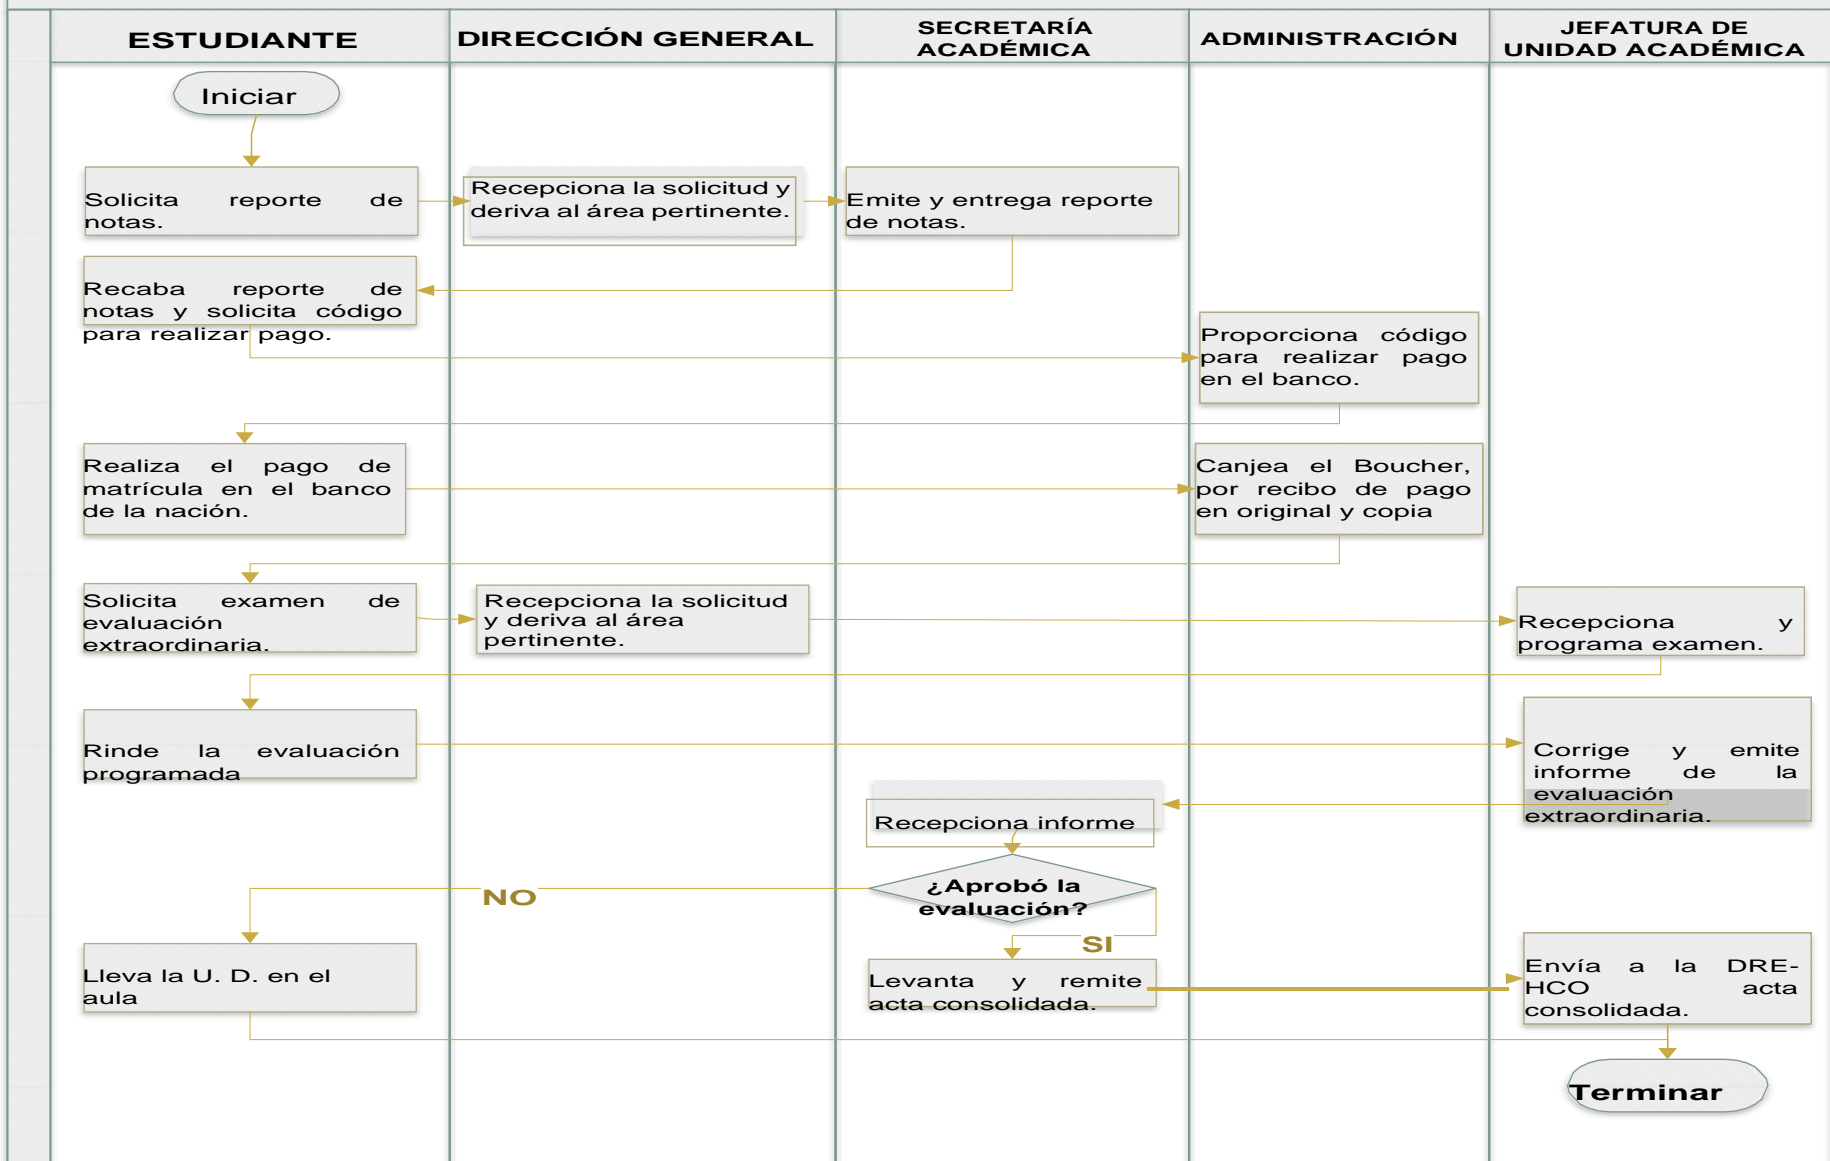 ESTUDIANTE
DIRECCIÓN GENERAL
SECRETARÍA
ACADÉMICA
ADMINISTRACIÓN
JEFATURA DE
UNIDAD ACADÉMICA
Iniciar
Solicita reporte de
notas.
Recepciona la solicitud y
deriva al área pertinente.
Emite y entrega reporte
de notas.
Recaba reporte de
notas y solicita código
para realizar pago.
Proporciona código
para realizar pago
en el banco.
Realiza el pago de
matrícula en el banco
de la nación.
Canjea el Boucher,
por recibo de pago
en original y copia
Solicita examen de
evaluación
extraordinaria.
Recepciona la solicitud
y deriva al área
pertinente.
Recepciona y
programa examen.
Rinde la evaluación
programada
Corrige y emite
informe de la
evaluación
extraordinaria.
Recepciona informe
¿Aprobó la
evaluación?
NO
SI
Lleva la U. D. en el
aula
Levanta y remite
acta consolidada.
Envía a la DRE-
HCO acta
consolidada.
Terminar